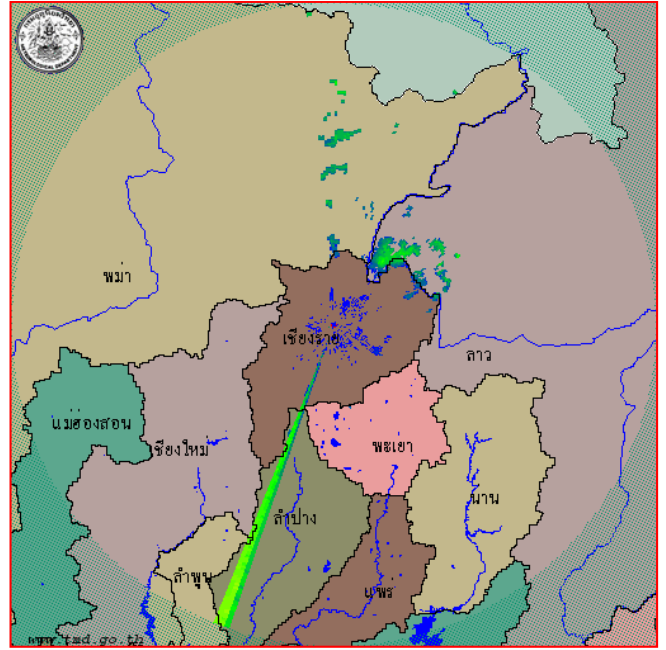 พม่า
เชียงราย
ลาว
แม่ฮ่องสอน
เชียงใหม่
พะเยา
น่าน
ลำปาง
ลำพูน
แพร่
www.tmd.go.th